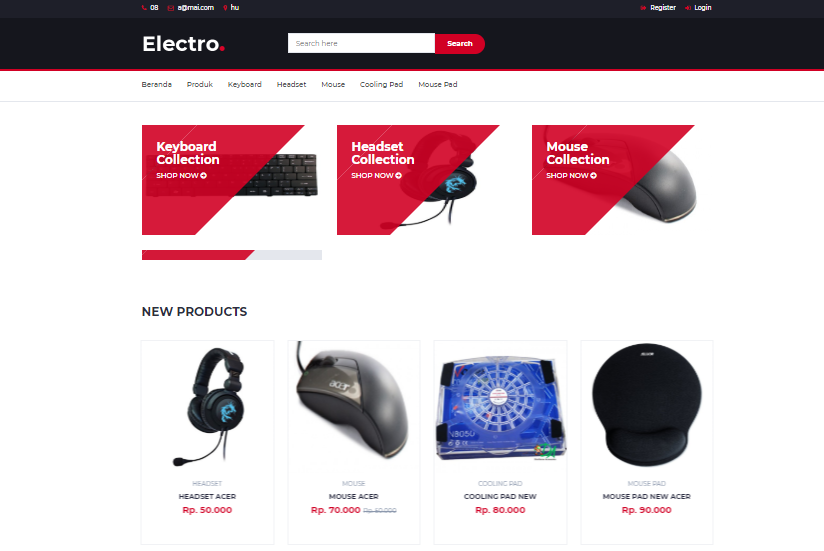 08 a@mai.com hu Register Login
Electro.
Search here Search
Beranda Produk Keyboard Headset Mouse Cooling Pad Mouse Pad
Keyboard
Collection
SHOP NOW
Headset
Collection
SHOP NOW
Mouse
Collection
SHOP NOW
NEW PRODUCTS
acer
HEADSET
HEADSET ACER
Rp. 50.000
MOUSE
MOUSE ACER
Rp. 70.000
COOLING PAD
COOLING PAD NEW
Rp. 80.000
MOUSE PAD
MOUSE PAD NEW ACER
Rp. 90.000